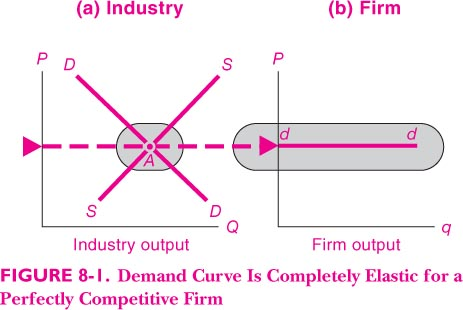 (a) Industry
(b) Firm
P
D
S
A
S
D
Q
Industry output
P
d
d
q
Firm output
FIGURE 8-1. Demand Curve Is Completely Elastic for a
Perfectly Competitive Firm